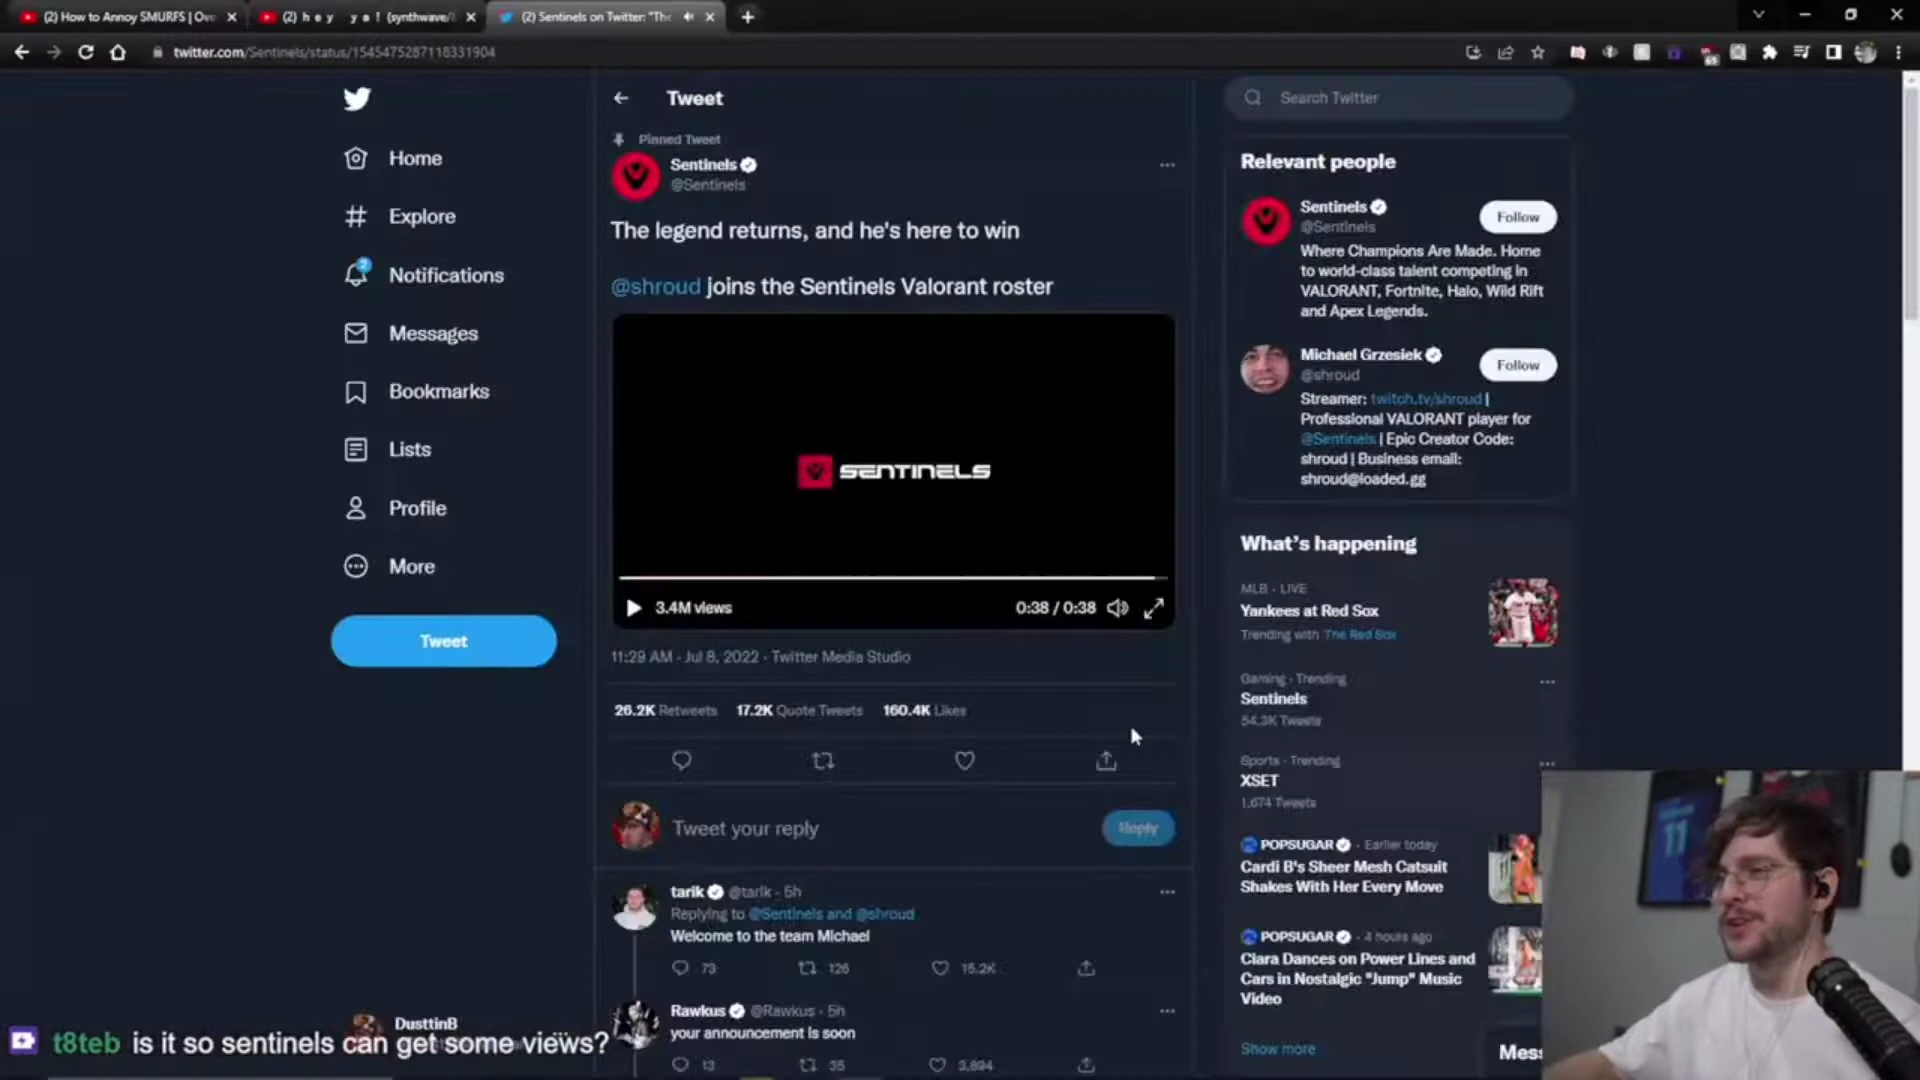 (2) How to Annoy SMURFS | Ov
(2) h e y y a ! (synthwave/
(2) Sentinels on Twitter: "The
twitter.com/Sentinels/status/1545475287118331904
Home
Explore
2
Notifications
Messages
Bookmarks
Lists
Profile
More
Tweet
DusttinB
Tweet
Pinned Tweet
Sentinels
@Sentinels
The legend returns, and he's here to win
@shroud joins the Sentinels Valorant roster
SENTINELS
3.4M views
0:38 / 0:38
11:29 AM · Jul 8, 2022 · Twitter Media Studio
26.2K Retweets 17.2K Quote Tweets 160.4K Likes
Tweet your reply
Reply
tarik @tarik · 5h
Replying to @Sentinels and @shroud
Welcome to the team Michael
73 126 15.2K
Rawkus @Rawkus · 5h
your announcement is soon
13 35 3,894
Search Twitter
Relevant people
Sentinels
@Sentinels
Follow
Where Champions Are Made. Home
to world-class talent competing in
VALORANT, Fortnite, Halo, Wild Rift
and Apex Legends.
Michael Grzesiek
@shroud
Follow
Streamer: twitch.tv/shroud |
Professional VALORANT player for
@Sentinels | Epic Creator Code:
shroud | Business email:
shroud@loaded.gg
What's happening
MLB · LIVE
Yankees at Red Sox
Trending with The Red Sox
Gaming · Trending
Sentinels
54.3K Tweets
Sports · Trending
XSET
1,674 Tweets
POPSUGAR · Earlier today
Cardi B's Sheer Mesh Catsuit
Shakes With Her Every Move
POPSUGAR · 4 hours ago
Ciara Dances on Power Lines and
Cars in Nostalgic "Jump" Music
Video
Show more
Mess
11
t8teb is it so sentinels can get some views?